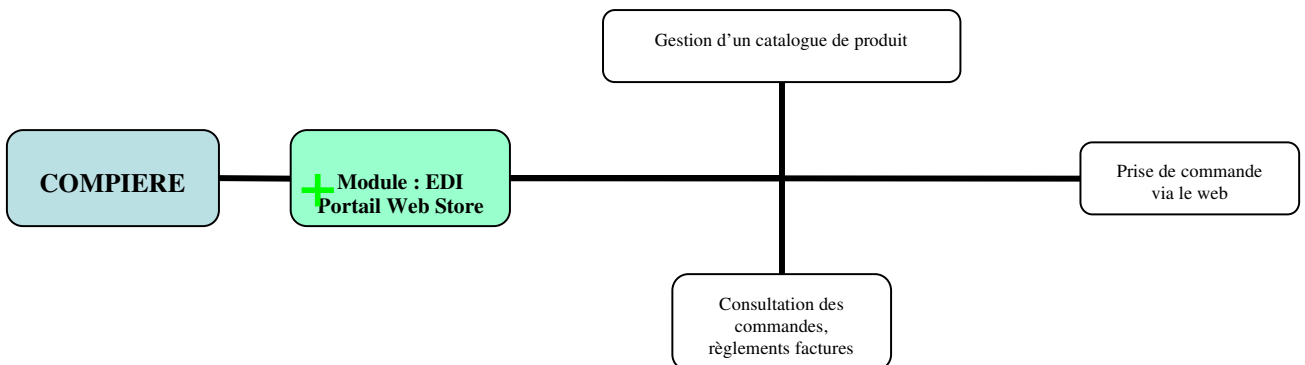 Gestion d’un catalogue de produit
COMPIERE
Module : EDI
Portail Web Store
Prise de commande
via le web
Consultation des
commandes,
règlements factures